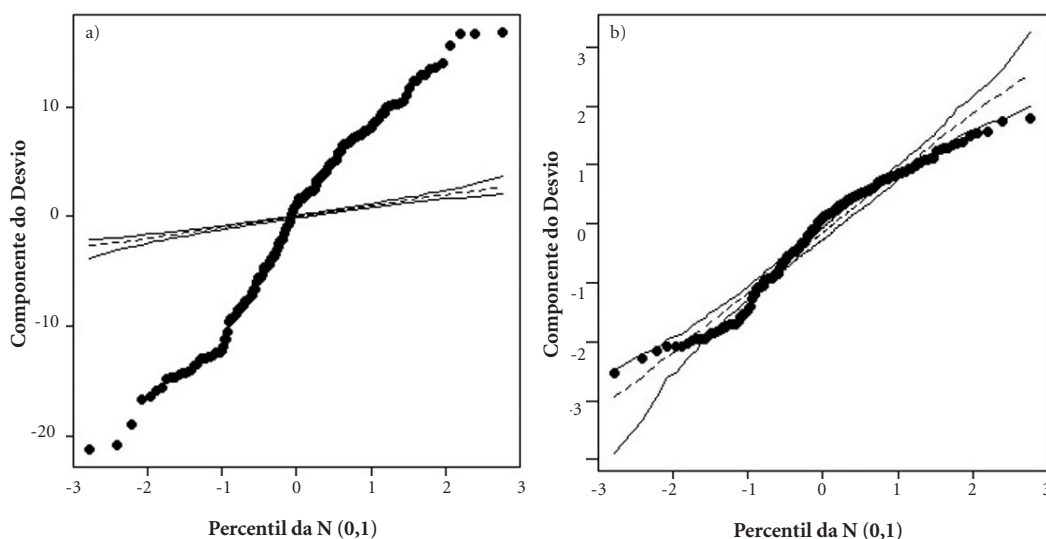 a)
Componente do Desvio
10
0
-10
-20
-3 -2 -1 0 1 2 3
Percentil da N (0,1)
b)
Componente do Desvio
3
2
1
0
-1
-2
-3
-3 -2 -1 0 1 2 3
Percentil da N (0,1)